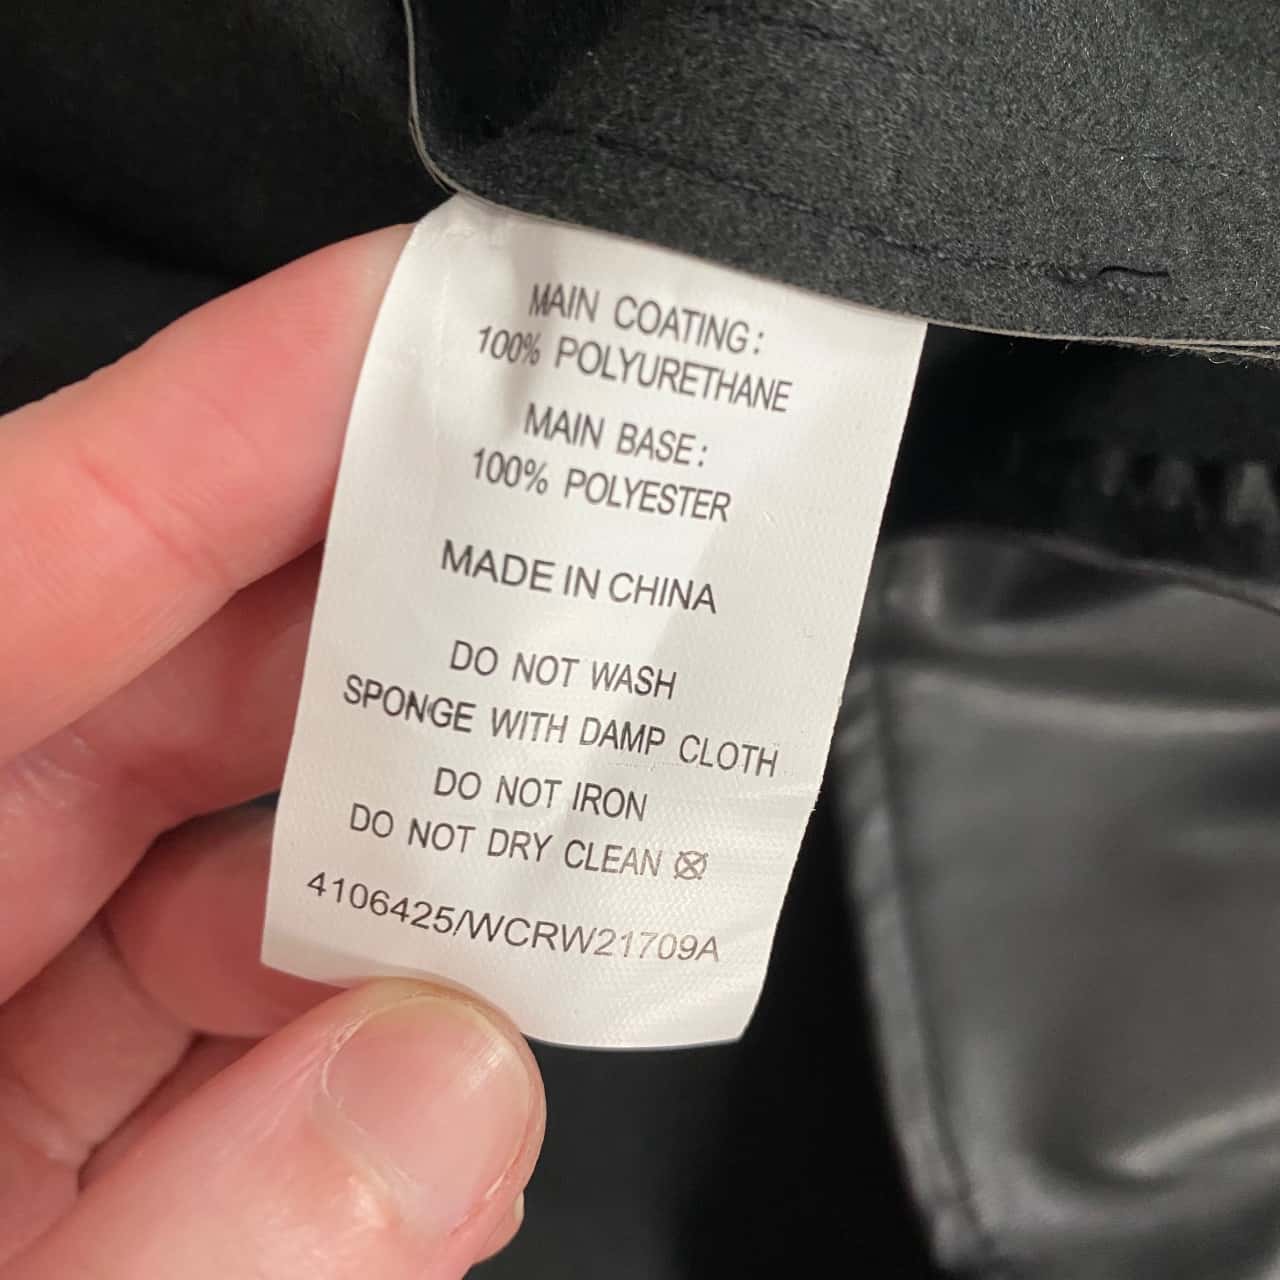 MAIN COATING:
100% POLYURETHANE
MAIN BASE:
100% POLYESTER
MADE IN CHINA
DO NOT WASH
SPONGE WITH DAMP CLOTH
DO NOT IRON
DO NOT DRY CLEAN
4106425/WCRW21709A